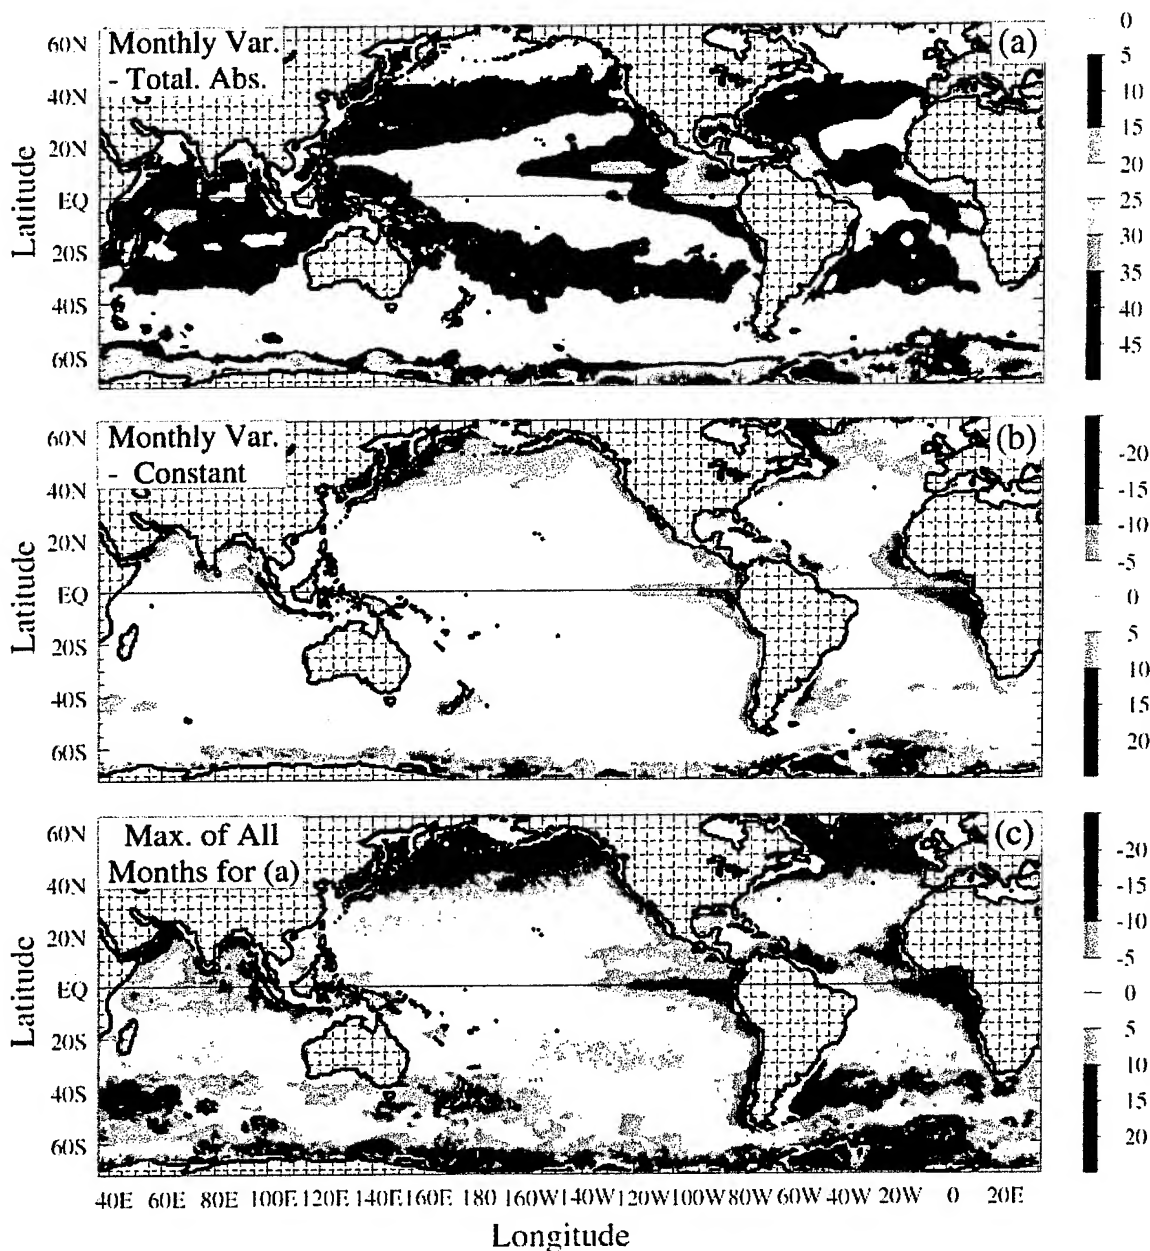 Monthly Var.
- Total. Abs.
(a)
60N
40N
20N
EQ
20S
40S
60S
Latitude
0
5
10
15
20
25
30
35
40
45
Monthly Var.
- Constant
(b)
60N
40N
20N
EQ
20S
40S
60S
Latitude
-20
-15
-10
-5
0
5
10
15
20
Max. of All
Months for (a)
(c)
60N
40N
20N
EQ
20S
40S
60S
Latitude
-20
-15
-10
-5
0
5
10
15
20
40E 60E 80E 100E 120E 140E 160E 180 160W 140W 120W 100W 80W 60W 40W 20W 0 20E
Longitude